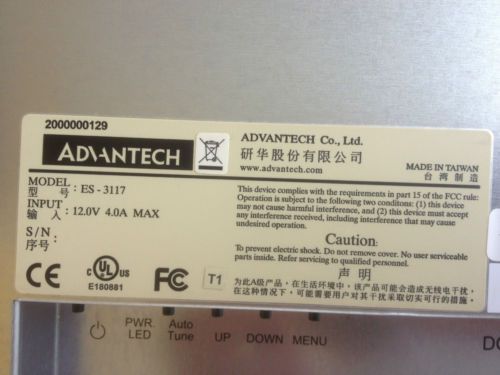 2000000129
ADVANTECH
ADVANTECH Co., Ltd.
研华股份有限公司
www.advantech.com
MADE IN TAIWAN
台湾制造
MODEL
型 号 : ES - 3117
INPUT
输 入 : 12.0V 4.0A MAX
S/N :
序号
This device complies with the requirements in part 15 of the FCC rule:
Operation is subject to the following two conditons: (1) this device
may not cause harmful interference, and (2) this device must accept
any interference received, including interference that may cause
undesired operation.
Caution:
To prevent electric shock. Do not remove cover. No user serviceable
parts inside. Refer servicing to qualified personnel.
声 明
为此A级产品，在生活环境中，该产品可能会造成无线电干扰，
在这种情况下，可能需要用户对其干扰采取切实可行的措施。
CE
c UL US
E180881
FC
T1
PWR.
LED
Auto
Tune
UP
DOWN
MENU
DC